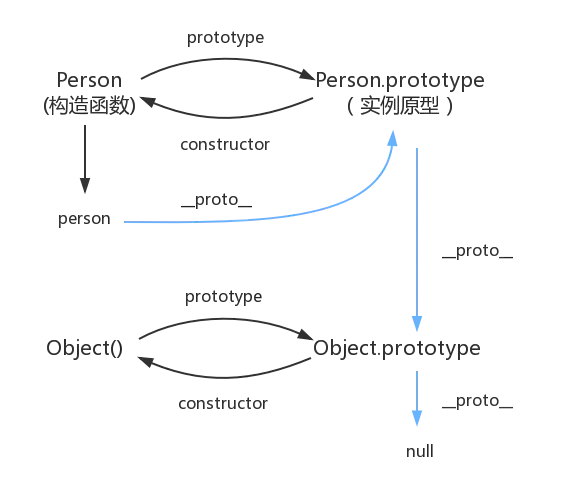 prototype
Person
(构造函数)
Person.prototype
（实例原型）
constructor
__proto__
person
__proto__
prototype
Object()
Object.prototype
constructor
__proto__
null